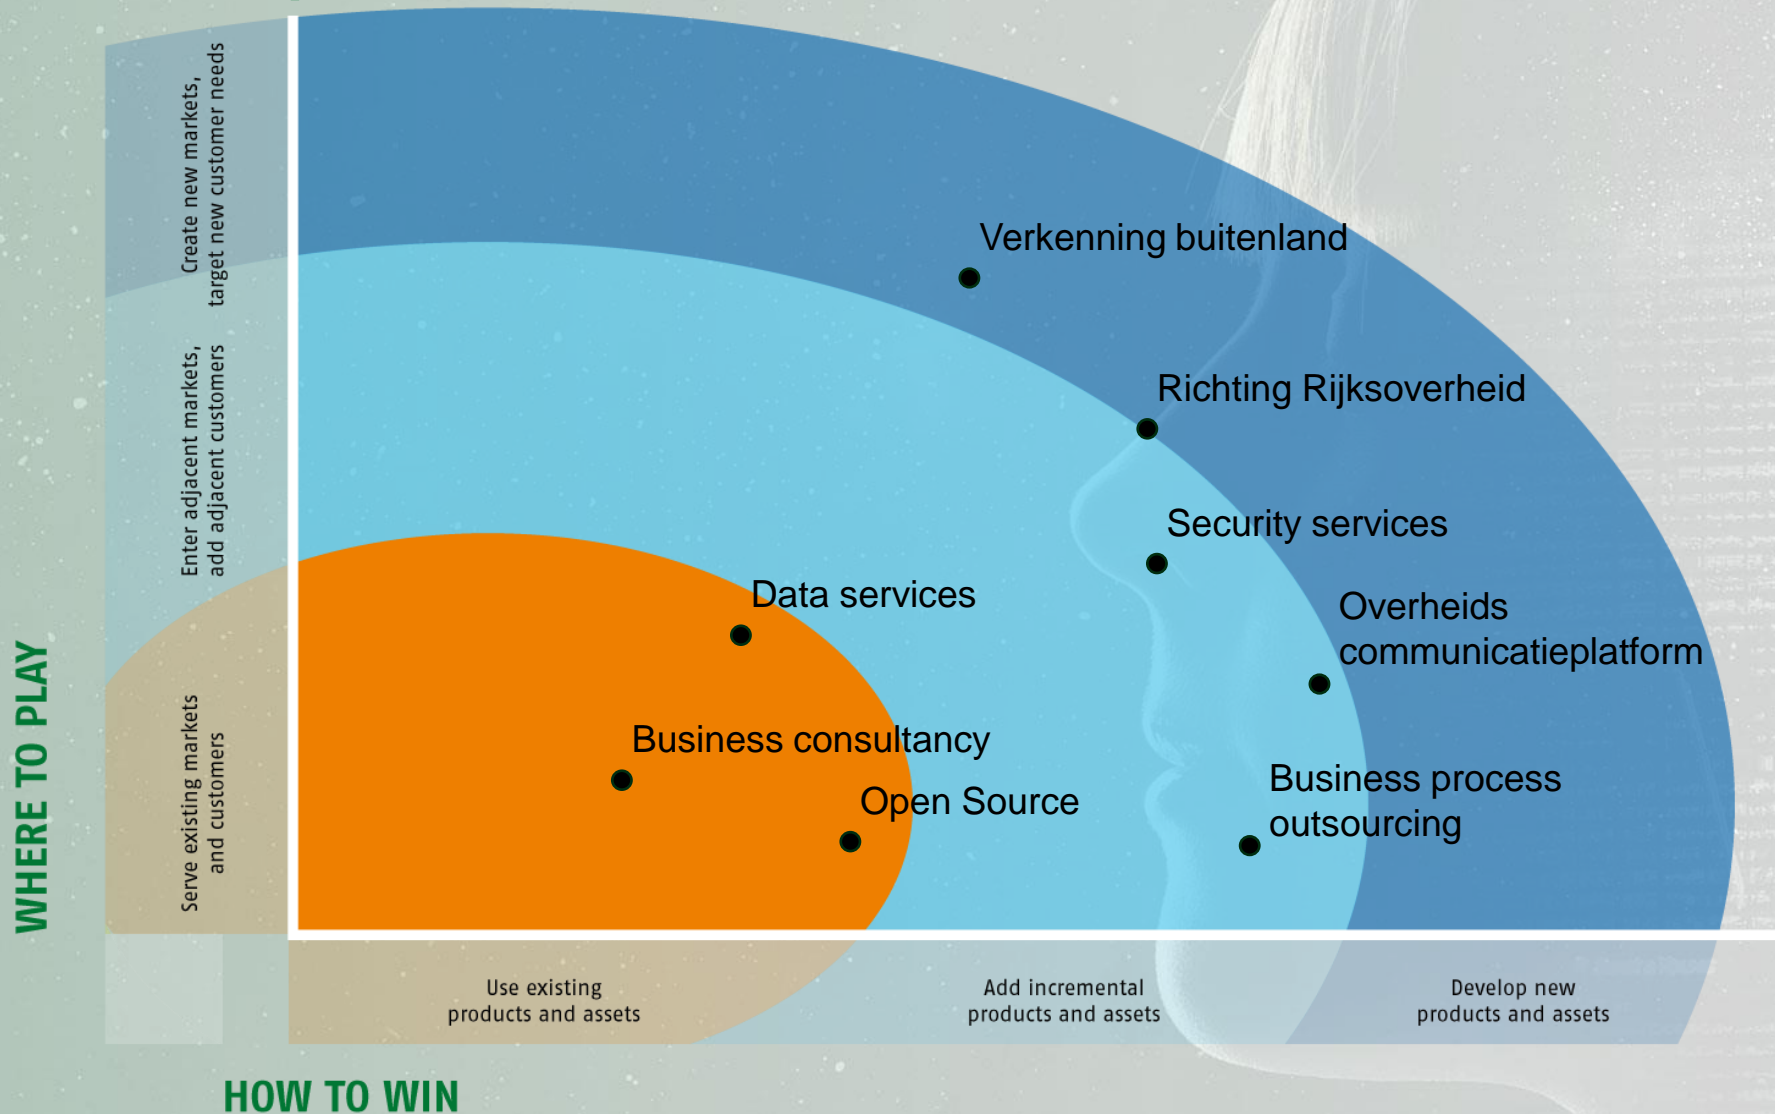 Create new markets,
target new customer needs
Enter adjacent markets,
add adjacent customers
Serve existing markets
and customers
WHERE TO PLAY
Verkenning buitenland
Richting Rijksoverheid
Security services
Data services
Overheids
communicatieplatform
Business consultancy
Open Source
Business process
outsourcing
Use existing
products and assets
Add incremental
products and assets
Develop new
products and assets
HOW TO WIN